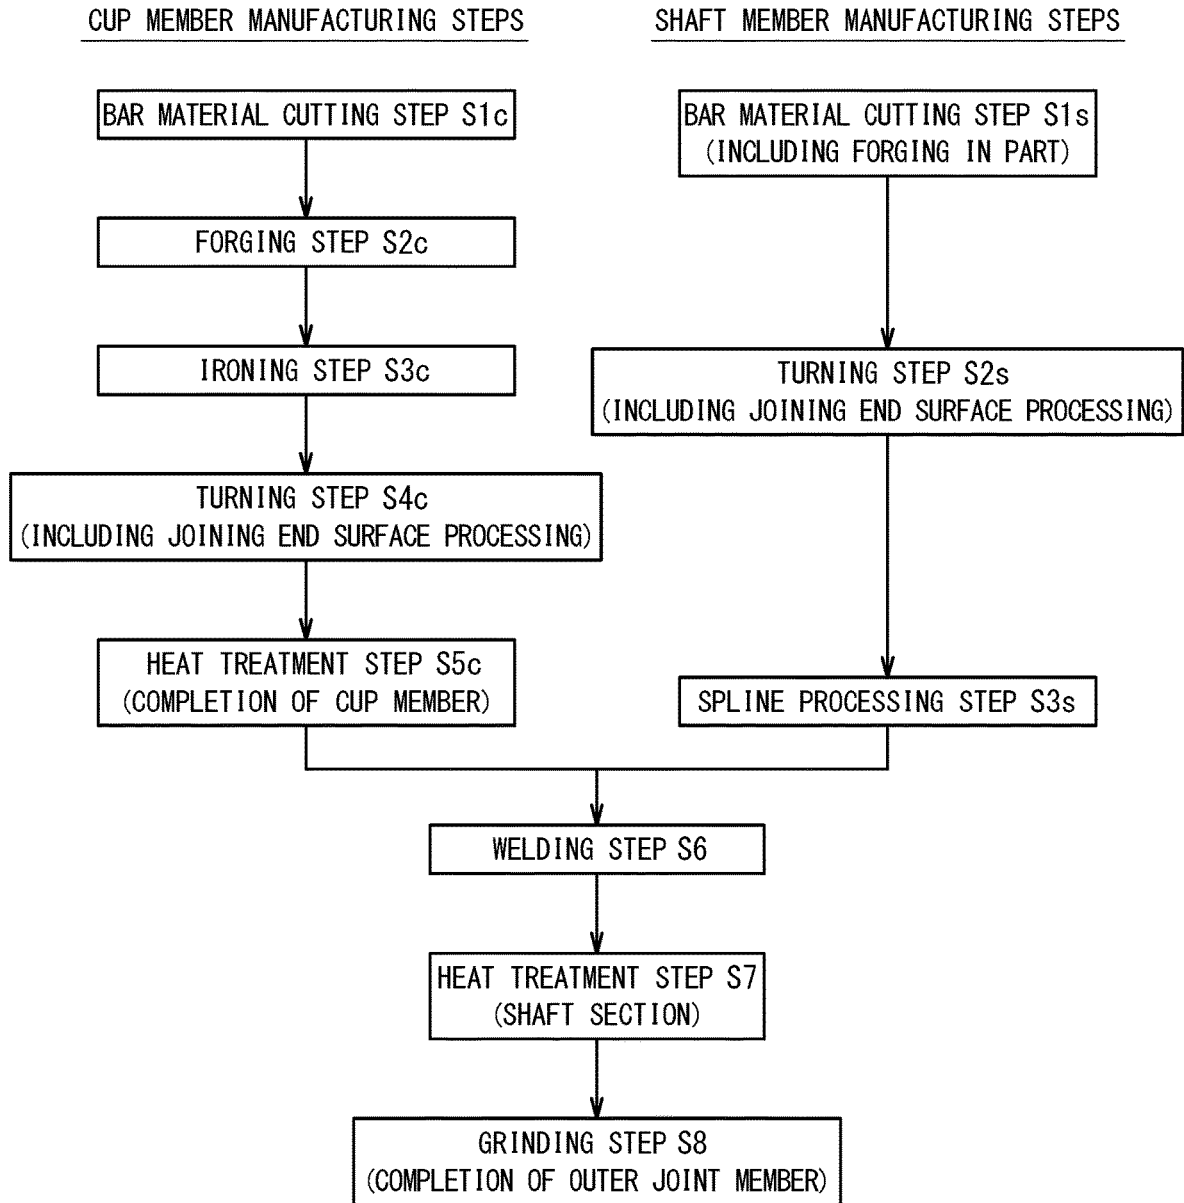 CUP MEMBER MANUFACTURING STEPS
BAR MATERIAL CUTTING STEP S1c
FORGING STEP S2c
IRONING STEP S3c
TURNING STEP S4c
(INCLUDING JOINING END SURFACE PROCESSING)
HEAT TREATMENT STEP S5c
(COMPLETION OF CUP MEMBER)
SHAFT MEMBER MANUFACTURING STEPS
BAR MATERIAL CUTTING STEP S1s
(INCLUDING FORGING IN PART)
TURNING STEP S2s
(INCLUDING JOINING END SURFACE PROCESSING)
SPLINE PROCESSING STEP S3s
WELDING STEP S6
HEAT TREATMENT STEP S7
(SHAFT SECTION)
GRINDING STEP S8
(COMPLETION OF OUTER JOINT MEMBER)